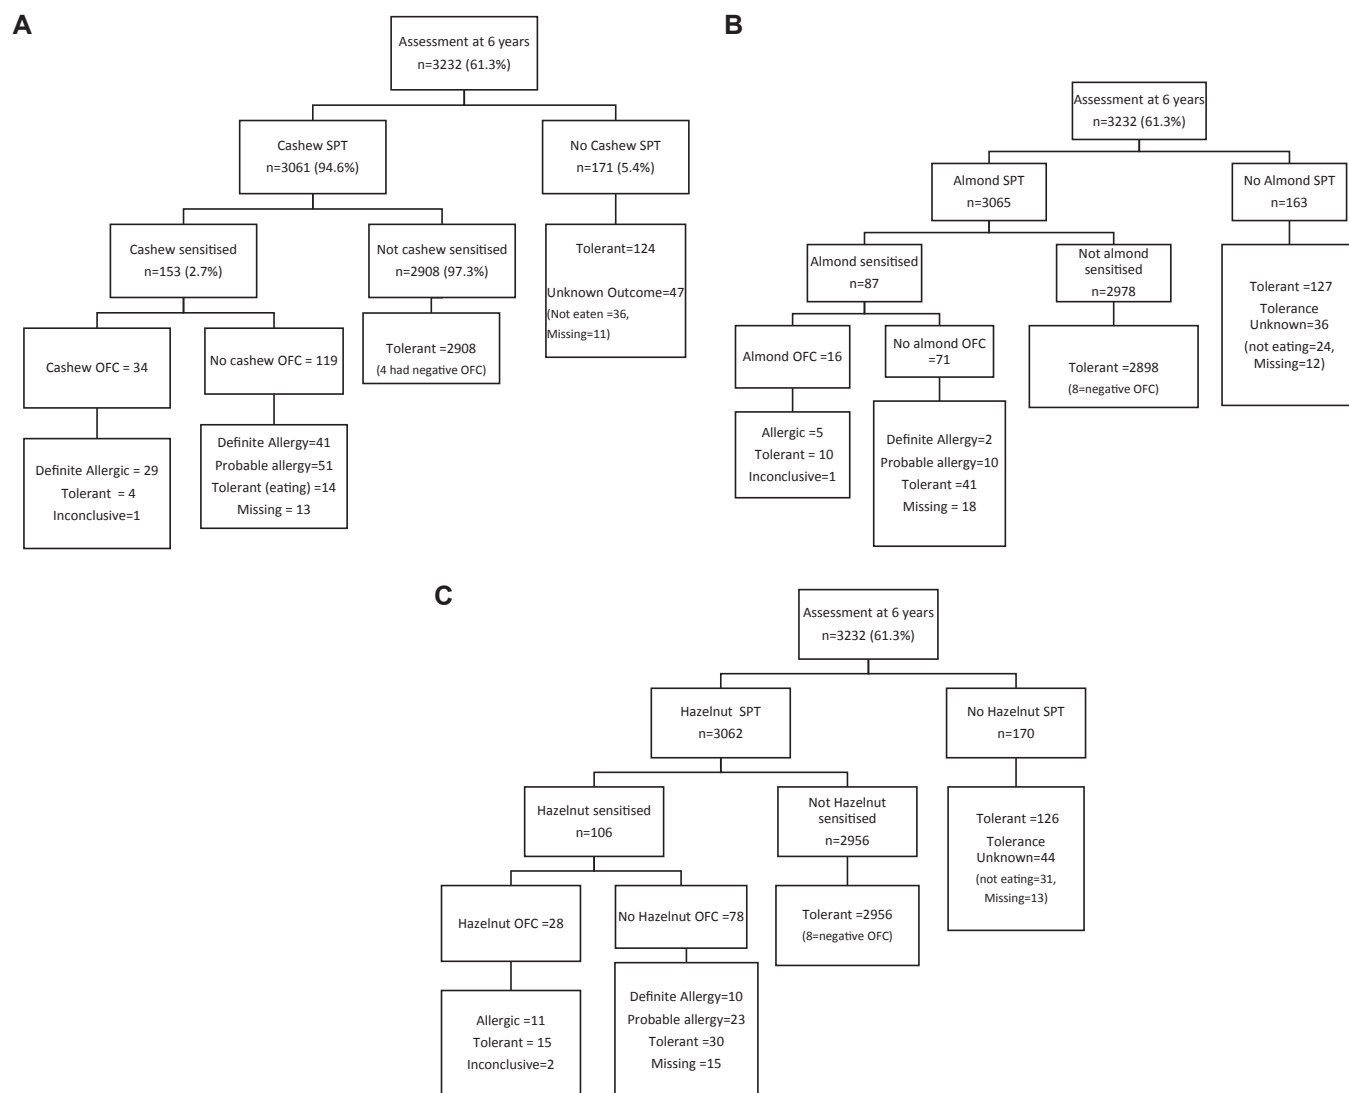 A
Assessment at 6 years
n=3232 (61.3%)
Cashew SPT
n=3061 (94.6%)
No Cashew SPT
n=171 (5.4%)
Cashew sensitised
n=153 (2.7%)
Not cashew sensitised
n=2908 (97.3%)
Tolerant=124
Unknown Outcome=47
(Not eaten =36,
Missing=11)
Cashew OFC = 34
No cashew OFC = 119
Tolerant =2908
(4 had negative OFC)
Definite Allergic = 29
Tolerant = 4
Inconclusive=1
Definite Allergy=41
Probable allergy=51
Tolerant (eating) =14
Missing = 13
B
Assessment at 6 years
n=3232 (61.3%)
Almond SPT
n=3065
No Almond SPT
n=163
Almond sensitised
n=87
Not almond
sensitised
n=2978
Tolerant =127
Tolerance
Unknown=36
(not eating=24,
Missing=12)
Almond OFC =16
No almond OFC
=71
Tolerant =2898
(8=negative OFC)
Allergic =5
Tolerant = 10
Inconclusive=1
Definite Allergy=2
Probable allergy=10
Tolerant =41
Missing = 18
C
Assessment at 6 years
n=3232 (61.3%)
Hazelnut SPT
n=3062
No Hazelnut SPT
n=170
Hazelnut sensitised
n=106
Not Hazelnut
sensitised
n=2956
Tolerant =126
Tolerance
Unknown=44
(not eating=31,
Missing=13)
Hazelnut OFC =28
No Hazelnut OFC =78
Tolerant =2956
(8=negative OFC)
Allergic =11
Tolerant = 15
Inconclusive=2
Definite Allergy=10
Probable allergy=23
Tolerant =30
Missing =15